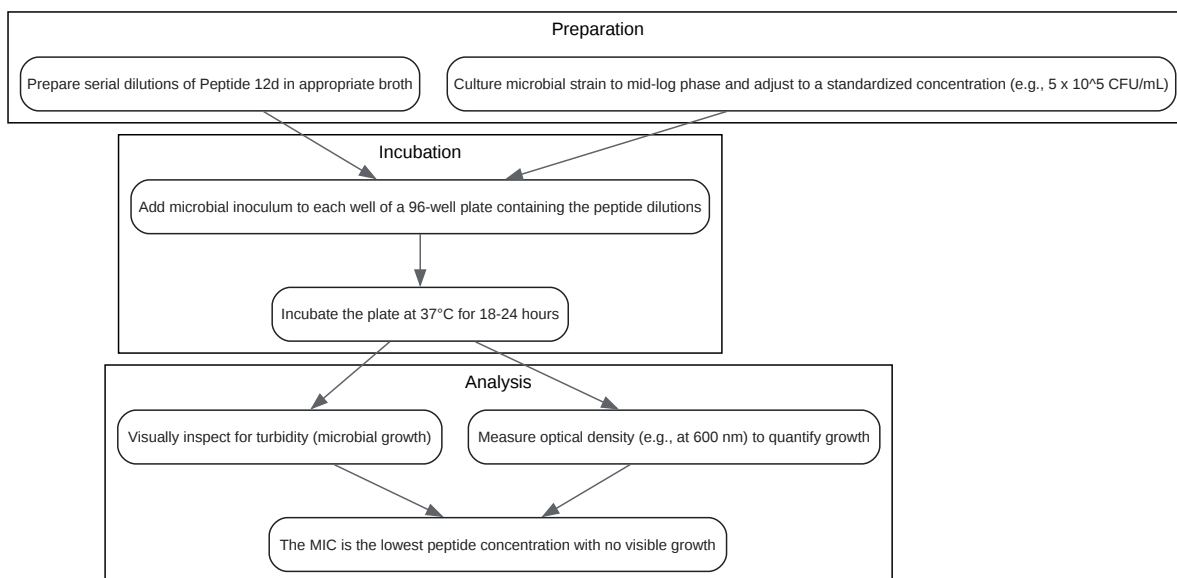 Preparation
Prepare serial dilutions of Peptide 12d in appropriate broth
Culture microbial strain to mid-log phase and adjust to a standardized concentration (e.g., 5 x 10^5 CFU/mL)
Incubation
Add microbial inoculum to each well of a 96-well plate containing the peptide dilutions
Incubate the plate at 37°C for 18-24 hours
Analysis
Visually inspect for turbidity (microbial growth)
Measure optical density (e.g., at 600 nm) to quantify growth
The MIC is the lowest peptide concentration with no visible growth